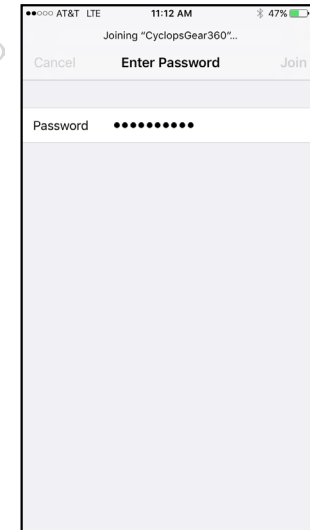 ●●○○○ AT&T LTE 11:12 AM 47%
Joining “CyclopsGear360”...
Cancel Enter Password Join
Password ●●●●●●●●●●